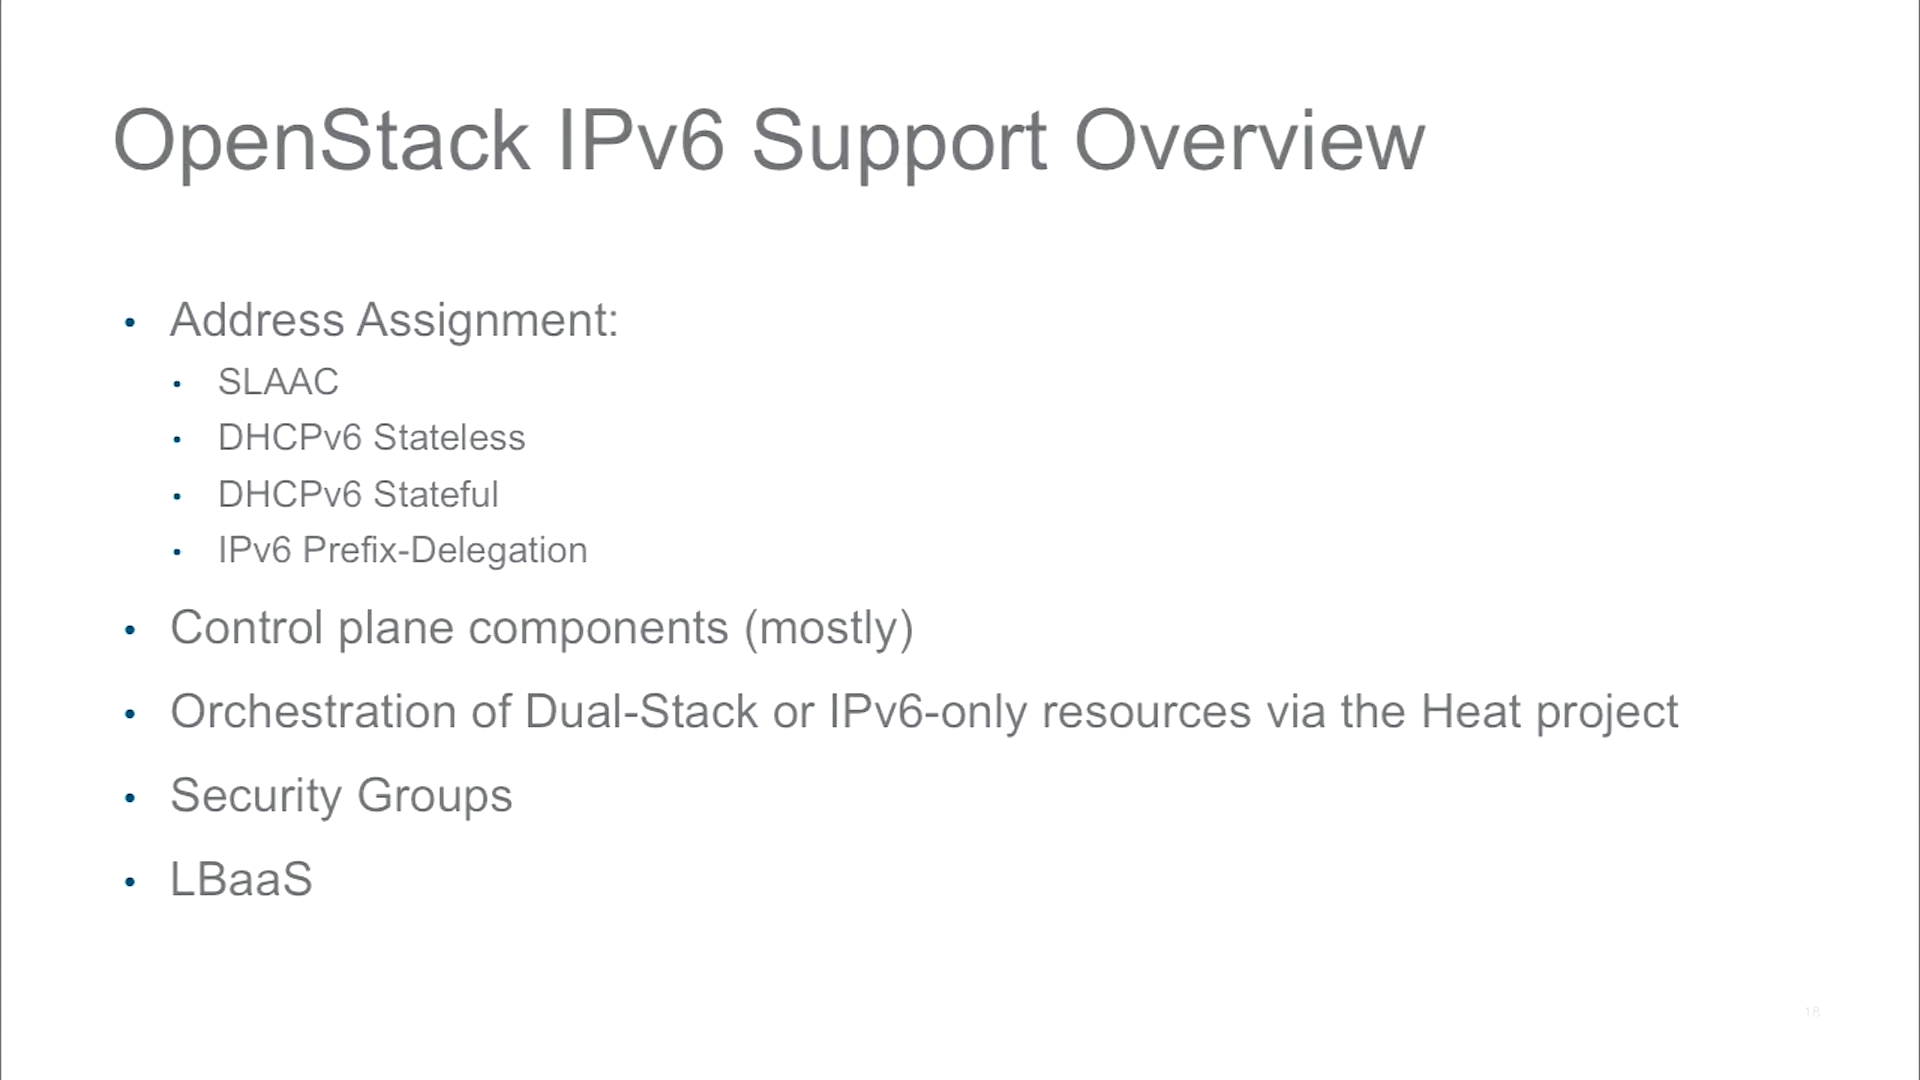 OpenStack IPv6 Support Overview
• Address Assignment:
• SLAAC
• DHCPv6 Stateless
• DHCPv6 Stateful
• IPv6 Prefix-Delegation
• Control plane components (mostly)
• Orchestration of Dual-Stack or IPv6-only resources via the Heat project
• Security Groups
• LBaaS
18